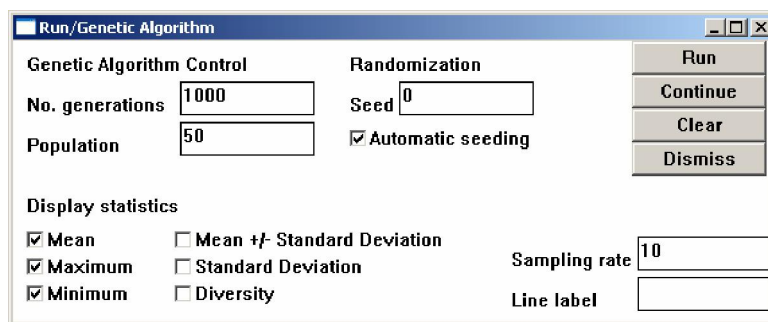 Run/Genetic Algorithm
Genetic Algorithm Control
No. generations 1000
Population 50
Randomization
Seed 0
Automatic seeding
Run
Continue
Clear
Dismiss
Display statistics
Mean
Maximum
Minimum
Mean +/- Standard Deviation
Standard Deviation
Diversity
Sampling rate 10
Line label